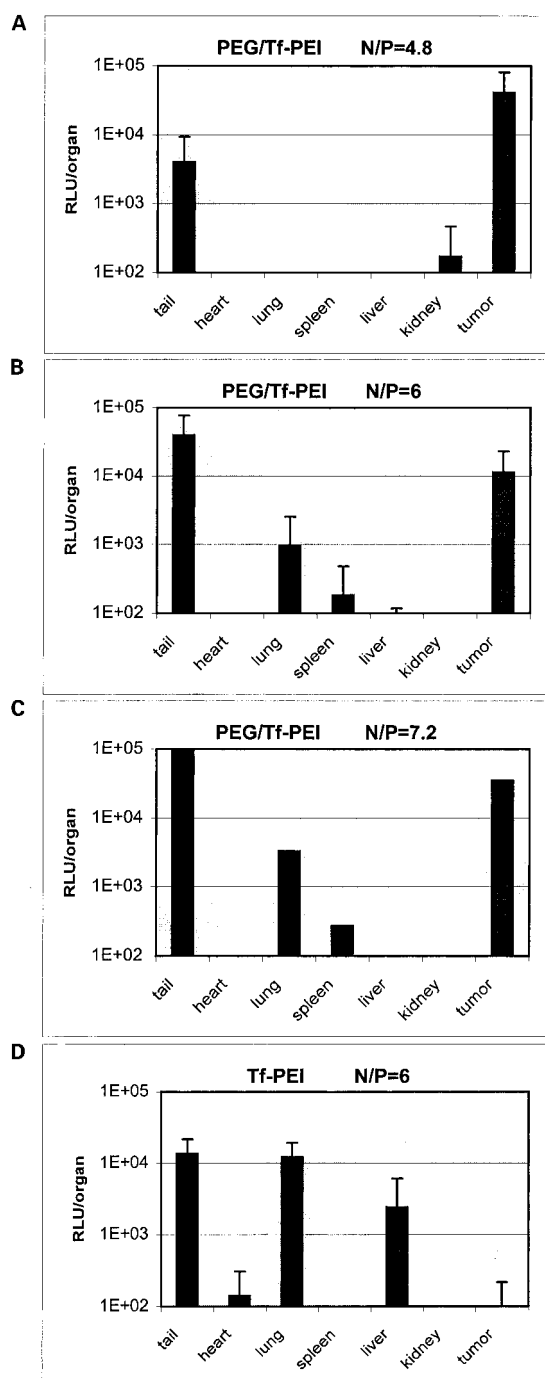 A
PEG/Tf-PEI N/P=4.8
1E+05
1E+04
1E+03
1E+02
RLU/organ
tail heart lung spleen liver kidney tumor
B
PEG/Tf-PEI N/P=6
1E+05
1E+04
1E+03
1E+02
RLU/organ
tail heart lung spleen liver kidney tumor
C
PEG/Tf-PEI N/P=7.2
1E+05
1E+04
1E+03
1E+02
RLU/organ
tail heart lung spleen liver kidney tumor
D
Tf-PEI N/P=6
1E+05
1E+04
1E+03
1E+02
RLU/organ
tail heart lung spleen liver kidney tumor